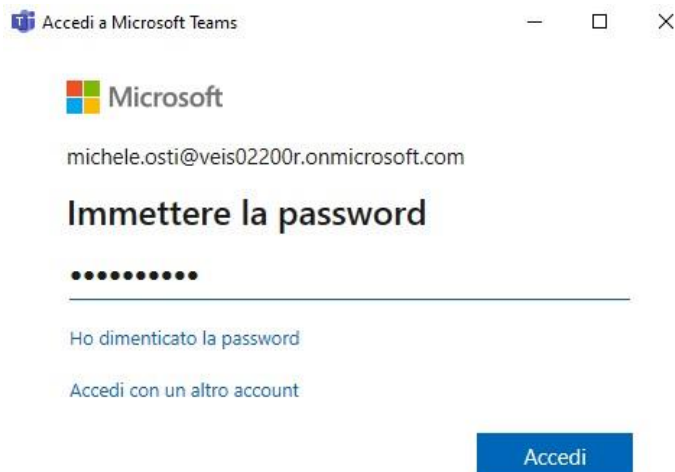 Accedi a Microsoft Teams
Microsoft
michele.osti@veis02200r.onmicrosoft.com
Immettere la password
••••••••••
Ho dimenticato la password
Accedi con un altro account
Accedi